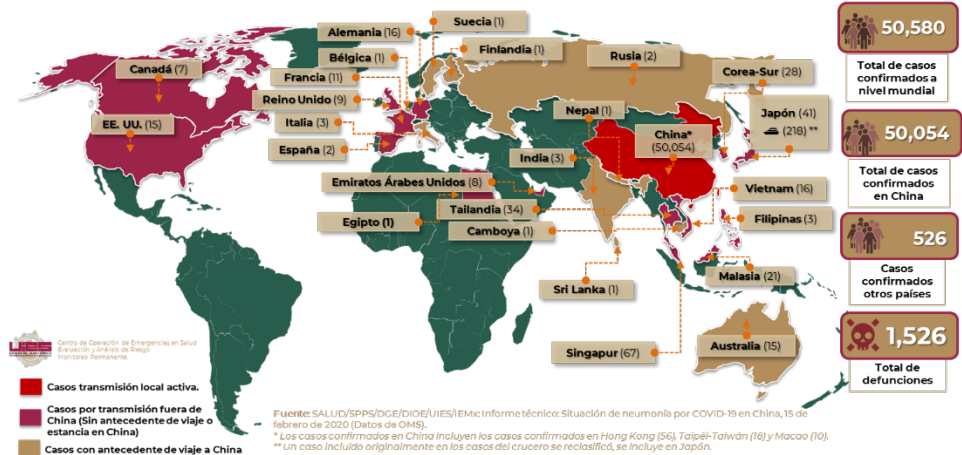 Suecia (1)
Alemania (16)
Bélgica (1)
Finlandia (1)
Rusia (2)
Canadá (7)
Francia (11)
Corea-Sur (28)
Reino Unido (9)
Nepal (1)
Japón (41)
(218) **
EE. UU. (15)
Italia (3)
China*
(50,054)
España (2)
India (3)
Emiratos Árabes Unidos (8)
Vietnam (16)
Egipto (1)
Tailandia (34)
Filipinas (3)
Camboya (1)
Malasia (21)
Sri Lanka (1)
Singapur (67)
Australia (15)
50,580
Total de casos
confirmados a
nivel mundial
50,054
Total de casos
confirmados
en China
526
Casos
confirmados
otros países
1,526
Total de
defunciones
UIES
Centro de Operación de Emergencias en Salud
Evaluación y Análisis de Riesgo
Monitoreo Permanente.
Casos transmisión local activa.
Casos por transmisión fuera de
China (Sin antecedente de viaje o
estancia en China)
Casos con antecedente de viaje a China
Fuente: SALUD/SPPS/DGE/DIOE/UIES/IEMx: Informe técnico: Situación de neumonía por COVID-19 en China, 15 de
febrero de 2020 (Datos de OMS).
* Los casos confirmados en China incluyen los confirmados en Hong Kong (56), Taipéi-Taiwán (18) y Macao (10).
** Un caso incluido originalmente en los casos del crucero se reclasificó, se incluye en Japón.